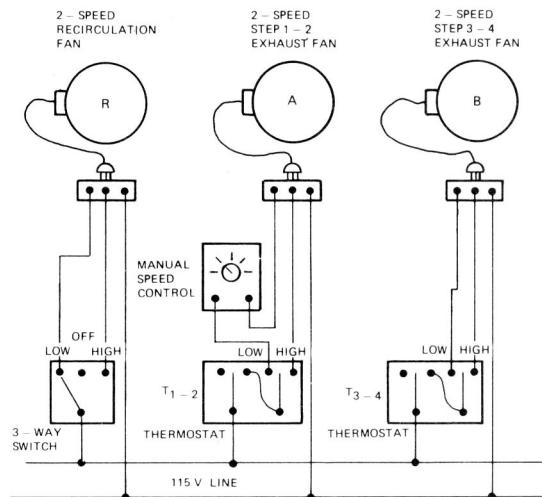 2 – SPEED
RECIRCULATION
FAN
2 – SPEED
STEP 1 – 2
EXHAUST FAN
2 – SPEED
STEP 3 – 4
EXHAUST FAN
R
A
B
MANUAL
SPEED
CONTROL
OFF
LOW HIGH
LOW HIGH
LOW HIGH
T1 – 2
T3 – 4
3 – WAY
SWITCH
THERMOSTAT
THERMOSTAT
115 V LINE